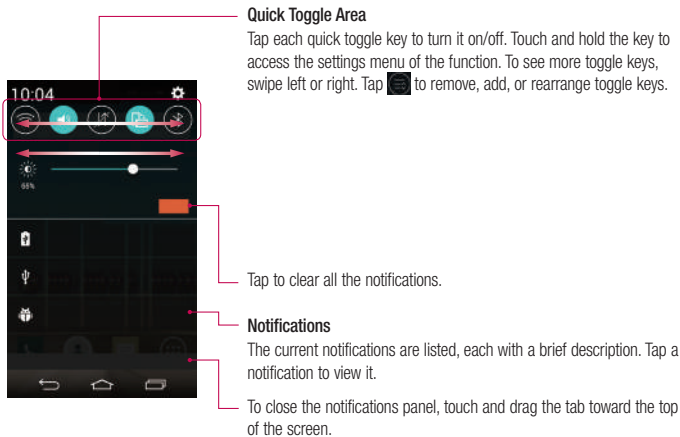 Quick Toggle Area
Tap each quick toggle key to turn it on/off. Touch and hold the key to
access the settings menu of the function. To see more toggle keys,
swipe left or right. Tap to remove, add, or rearrange toggle keys.
10:04
65%
Tap to clear all the notifications.
Notifications
The current notifications are listed, each with a brief description. Tap a
notification to view it.
To close the notifications panel, touch and drag the tab toward the top
of the screen.